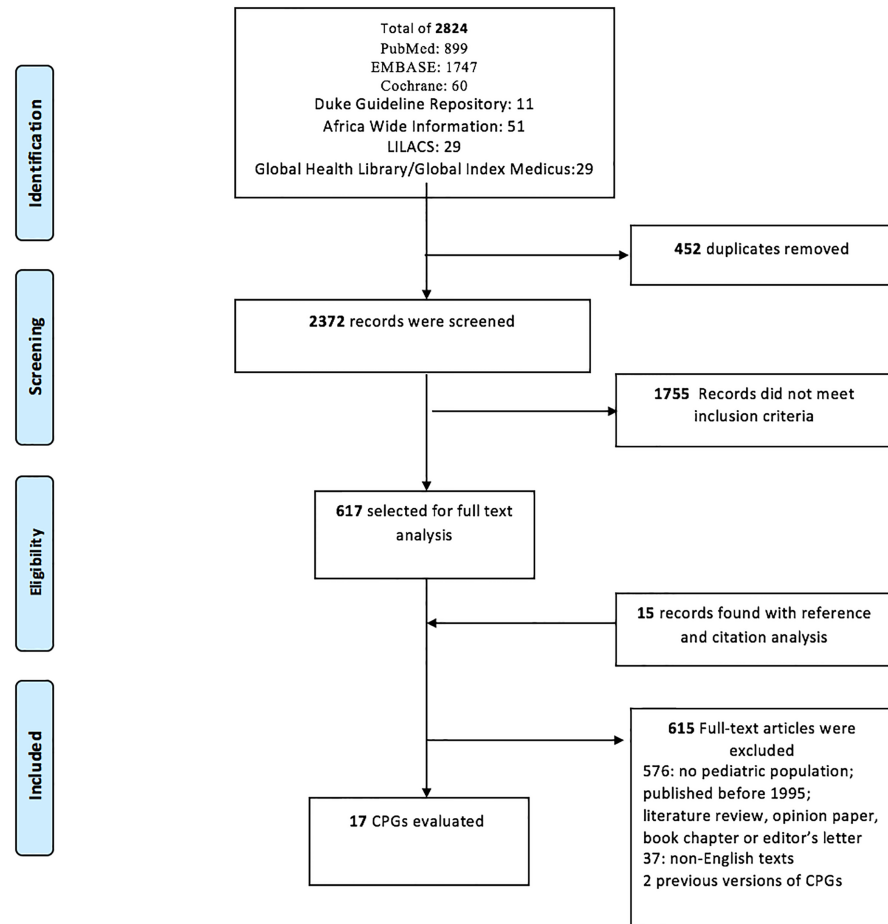 Total of 2824
PubMed: 899
EMBASE: 1747
Cochrane: 60
Duke Guideline Repository: 11
Africa Wide Information: 51
LILACS: 29
Global Health Library/Global Index Medicus:29
Identification
452 duplicates removed
Screening
2372 records were screened
1755 Records did not meet
inclusion criteria
Eligibility
617 selected for full text
analysis
15 records found with reference
and citation analysis
Included
615 Full-text articles were
excluded
576: no pediatric population;
published before 1995;
literature review, opinion paper,
book chapter or editor's letter
37: non-English texts
2 previous versions of CPGs
17 CPGs evaluated